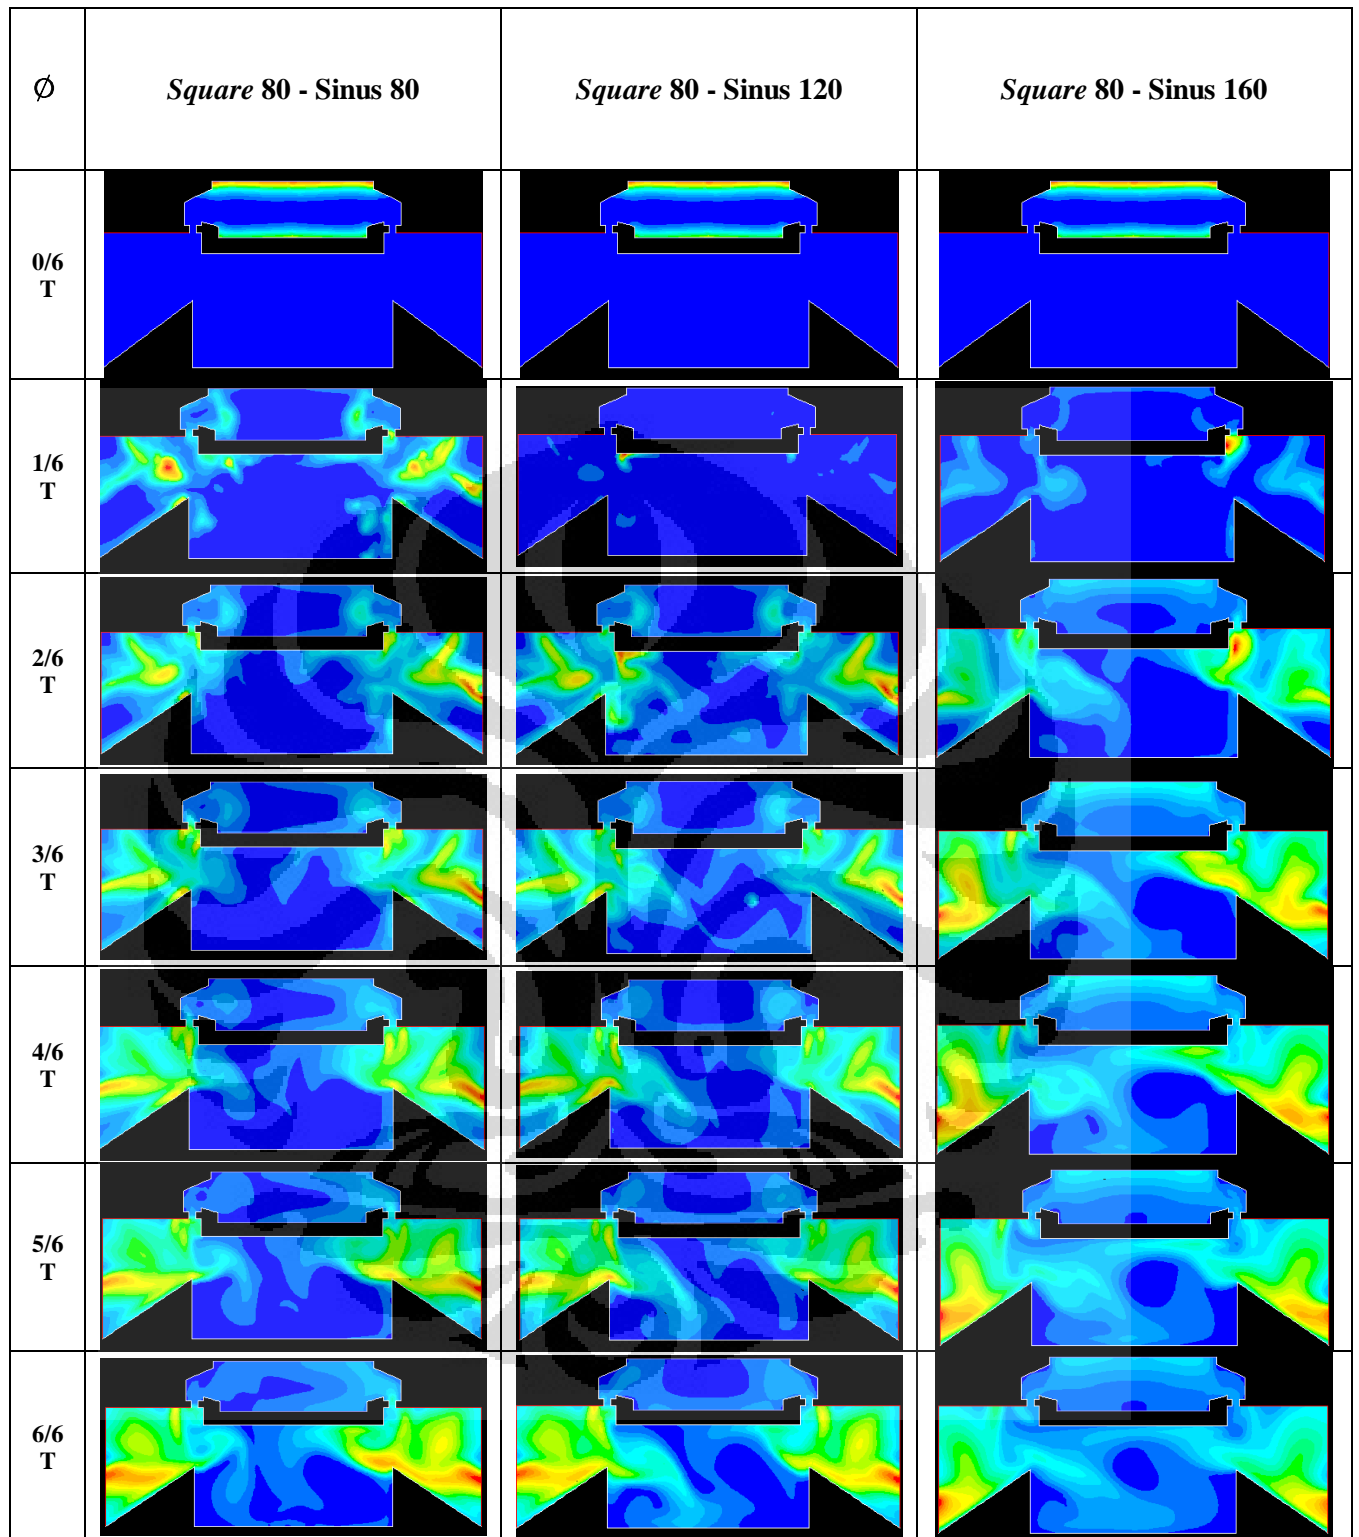 ∅
Square 80 - Sinus 80
Square 80 - Sinus 120
Square 80 - Sinus 160
0/6
T
1/6
T
2/6
T
3/6
T
4/6
T
5/6
T
6/6
T